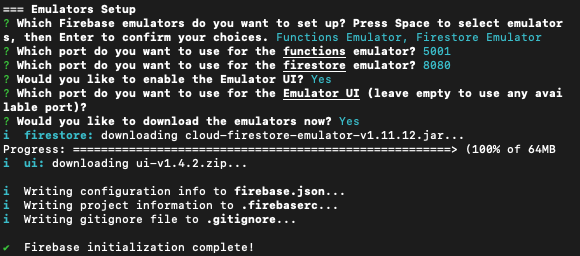 === Emulators Setup
? Which Firebase emulators do you want to set up? Press Space to select emulator
s, then Enter to confirm your choices. Functions Emulator, Firestore Emulator
? Which port do you want to use for the functions emulator? 5001
? Which port do you want to use for the firestore emulator? 8080
? Would you like to enable the Emulator UI? Yes
? Which port do you want to use for the Emulator UI (leave empty to use any avai
lable port)?
? Would you like to download the emulators now? Yes
i  firestore: downloading cloud-firestore-emulator-v1.11.12.jar...
Progress: ======================================================> (100% of 64MB
i  ui: downloading ui-v1.4.2.zip...
i  Writing configuration info to firebase.json...
i  Writing project information to .firebaserc...
i  Writing gitignore file to .gitignore...
✔  Firebase initialization complete!